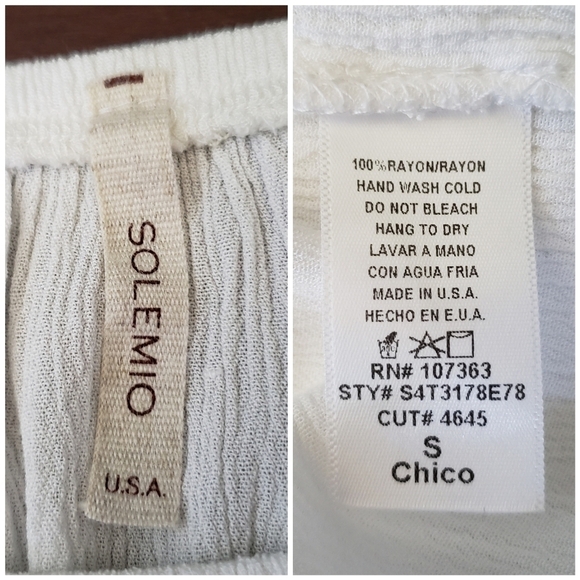 SOLEMIO
U.S.A.
100%RAYON/RAYON
HAND WASH COLD
DO NOT BLEACH
HANG TO DRY
LAVAR A MANO
CON AGUA FRIA
MADE IN U.S.A.
HECHO EN E.U.A.
RN# 107363
STY# S4T3178E78
CUT# 4645
S
Chico